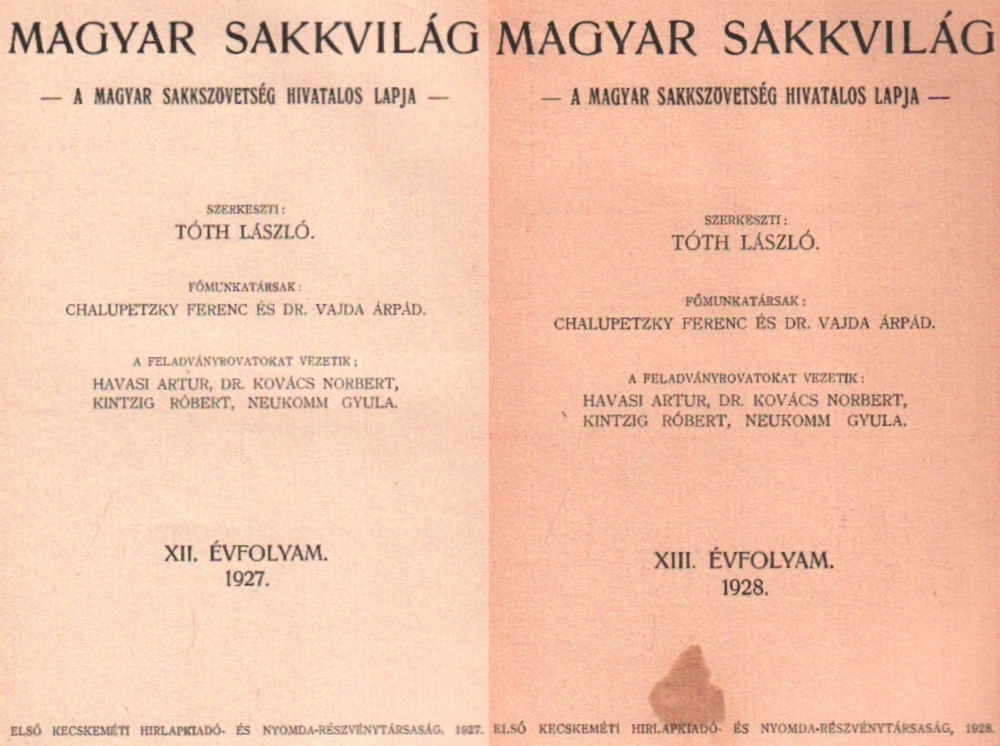 MAGYAR SAKKVILÁG
— A MAGYAR SAKKSZÖVETSÉG HIVATALOS LAPJA —
SZERKESZTI:
TÓTH LÁSZLÓ.
FŐMUNKATÁRSAK:
CHALUPETZKY FERENC ÉS DR. VAJDA ÁRPÁD.
A FELADVÁNYROVATOKAT VEZETIK;
HAVASI ARTUR, DR. KOVÁCS NORBERT,
KINTZIG RÓBERT, NEUKOMM GYULA.
XII. ÉVFOLYAM.
1927.
ELSŐ KECSKEMÉTI HIRLAPKIADÓ- ÉS NYOMDA-RÉSZVÉNYTÁRSASÁG. 1927.
MAGYAR SAKKVILÁG
— A MAGYAR SAKKSZÖVETSÉG HIVATALOS LAPJA —
SZERKESZTI:
TÓTH LÁSZLÓ.
FŐMUNKATÁRSAK:
CHALUPETZKY FERENC ÉS DR. VAJDA ÁRPÁD.
A FELADVÁNYROVATOKAT VEZETIK:
HAVASI ARTUR, DR. KOVÁCS NORBERT,
KINTZIG RÓBERT, NEUKOMM GYULA.
XIII. ÉVFOLYAM.
1928.
ELSŐ KECSKEMÉTI HIRLAPKIADÓ- ÉS NYOMDA-RÉSZVÉNYTÁRSASÁG, 1928.